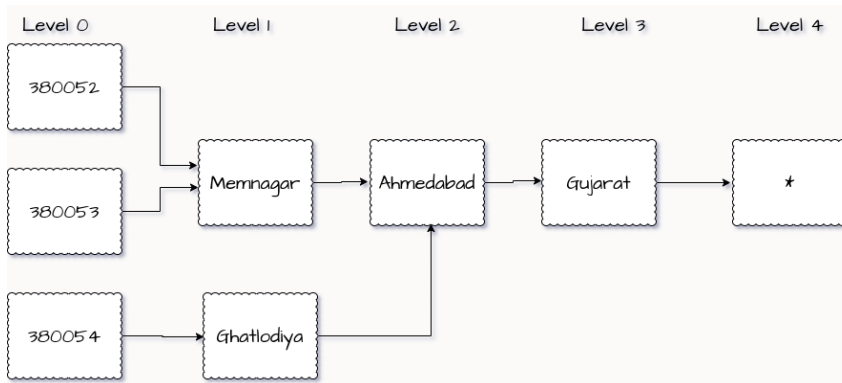 Level 0 Level 1 Level 2 Level 3 Level 4
380052
Memnagar Ahmedabad Gujarat *
380053
380054 Ghatlodiya